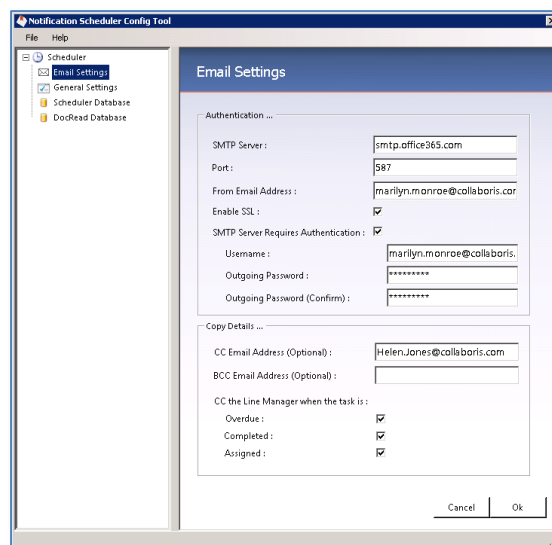 Notification Scheduler Config Tool
File Help
Scheduler
Email Settings
General Settings
Scheduler Database
DocRead Database
Email Settings
Authentication ...
SMTP Server : smtp.office365.com
Port : 587
From Email Address : marilyn.monroe@collaboris.cor
Enable SSL :
SMTP Server Requires Authentication :
Username : marilyn.monroe@collaboris.
Outgoing Password : *********
Outgoing Password (Confirm) : *********
Copy Details ...
CC Email Address (Optional) : Helen.Jones@collaboris.com
BCC Email Address (Optional) :
CC the Line Manager when the task is :
Overdue :
Completed :
Assigned :
Cancel Ok